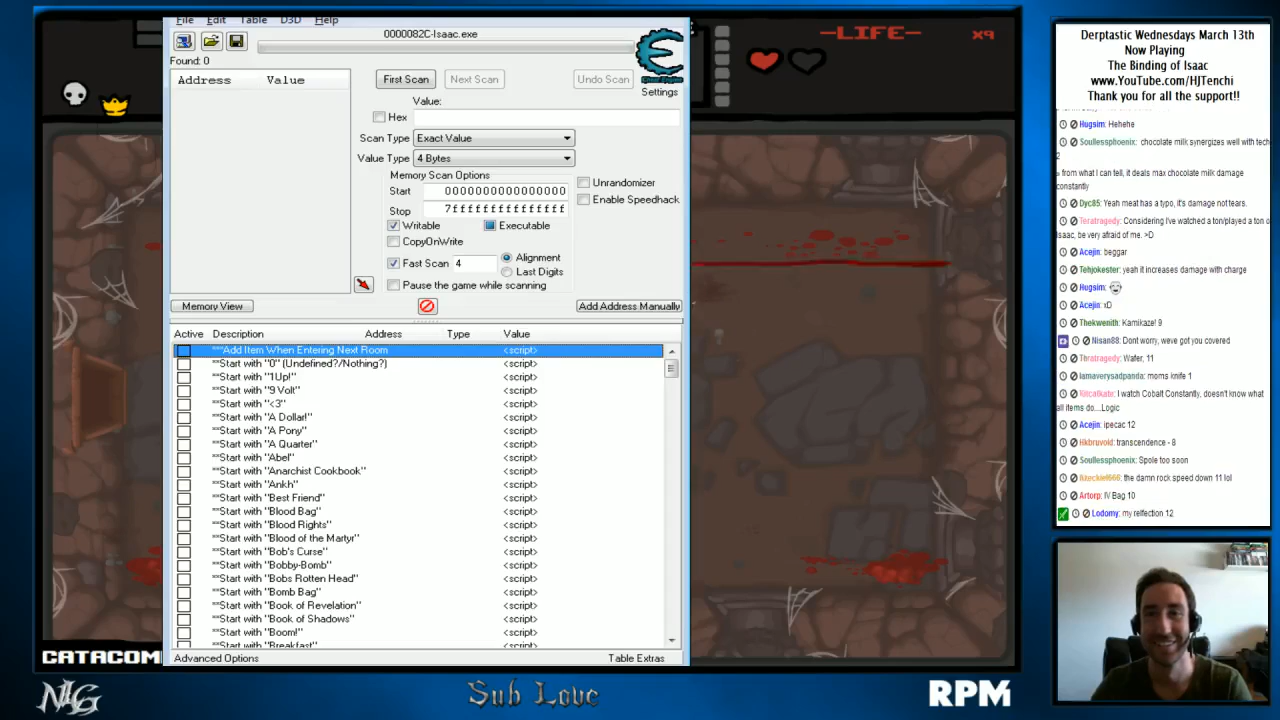 File Edit Table D3D Help
0000082C-Isaac.exe
Found: 0
Address Value
First Scan Next Scan Undo Scan
Settings
Value:
Hex
Scan Type Exact Value
Value Type 4 Bytes
Memory Scan Options
Start 0000000000000000
Stop 7fffffffffffffff
Unrandomizer
Enable Speedhack
Writable Executable
CopyOnWrite
Fast Scan 4 Alignment
Last Digits
Pause the game while scanning
Memory View Add Address Manually
Active Description Address Type Value
***Add Item When Entering Next Room <script>
**Start with "0" (Undefined?/Nothing?) <script>
**Start with "1Up!" <script>
**Start with "9 Volt" <script>
**Start with "<3" <script>
**Start with "A Dollar!" <script>
**Start with "A Pony" <script>
**Start with "A Quarter" <script>
**Start with "Abel" <script>
**Start with "Anarchist Cookbook" <script>
**Start with "Ankh" <script>
**Start with "Best Friend" <script>
**Start with "Blood Bag" <script>
**Start with "Blood Rights" <script>
**Start with "Blood of the Martyr" <script>
**Start with "Bob's Curse" <script>
**Start with "Bobby-Bomb" <script>
**Start with "Bobs Rotten Head" <script>
**Start with "Bomb Bag" <script>
**Start with "Book of Revelation" <script>
**Start with "Book of Shadows" <script>
**Start with "Boom!" <script>
**Start with "Breakfast" <script>
Advanced Options Table Extras
-LIFE- x9
CATACOM
NLG
Sub Love
RPM
Derptastic Wednesdays March 13th
Now Playing
The Binding of Isaac
www.YouTube.com/HJTenchi
Thank you for all the support!!
Hugsim: Hehehe
Soullessphoenix: chocolate milk synergizes well with tech
2
from what I can tell, it deals max chocolate milk damage
constantly
Dyc85: Yeah meat has a typo, it's damage not tears.
Teratragedy: Considering I've watched a ton/played a ton o
Isaac, be very afraid of me. >D
Acejin: beggar
Tehjokester: yeah it increases damage with charge
Hugsim:
Acejin: xD
Thekwenith: Kamikaze! 9
Nisan88: Dont worry, weve got you covered
Teratragedy: Wafer, 11
Iamaverysadpanda: moms knife 1
I watch Cobalt Constantly, doesn't know what
all items do....Logic
Acejin: ipecac 12
Hkbruvoid: transcendence - 8
Soullessphoenix: Spole too soon
the damn rock speed down 11 lol
Artorp: IV Bag 10
Lodomy: my relfection 12